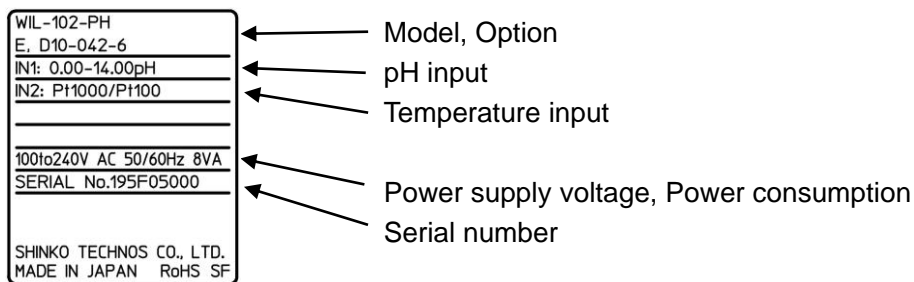 WIL-102-PH
E, D10-042-6
IN1: 0.00-14.00pH
IN2: Pt1000/Pt100
100to240V AC 50/60Hz 8VA
SERIAL No.195F05000
SHINKO TECHNOS CO., LTD.
MADE IN JAPAN RoHS SF
Model, Option
pH input
Temperature input
Power supply voltage, Power consumption
Serial number